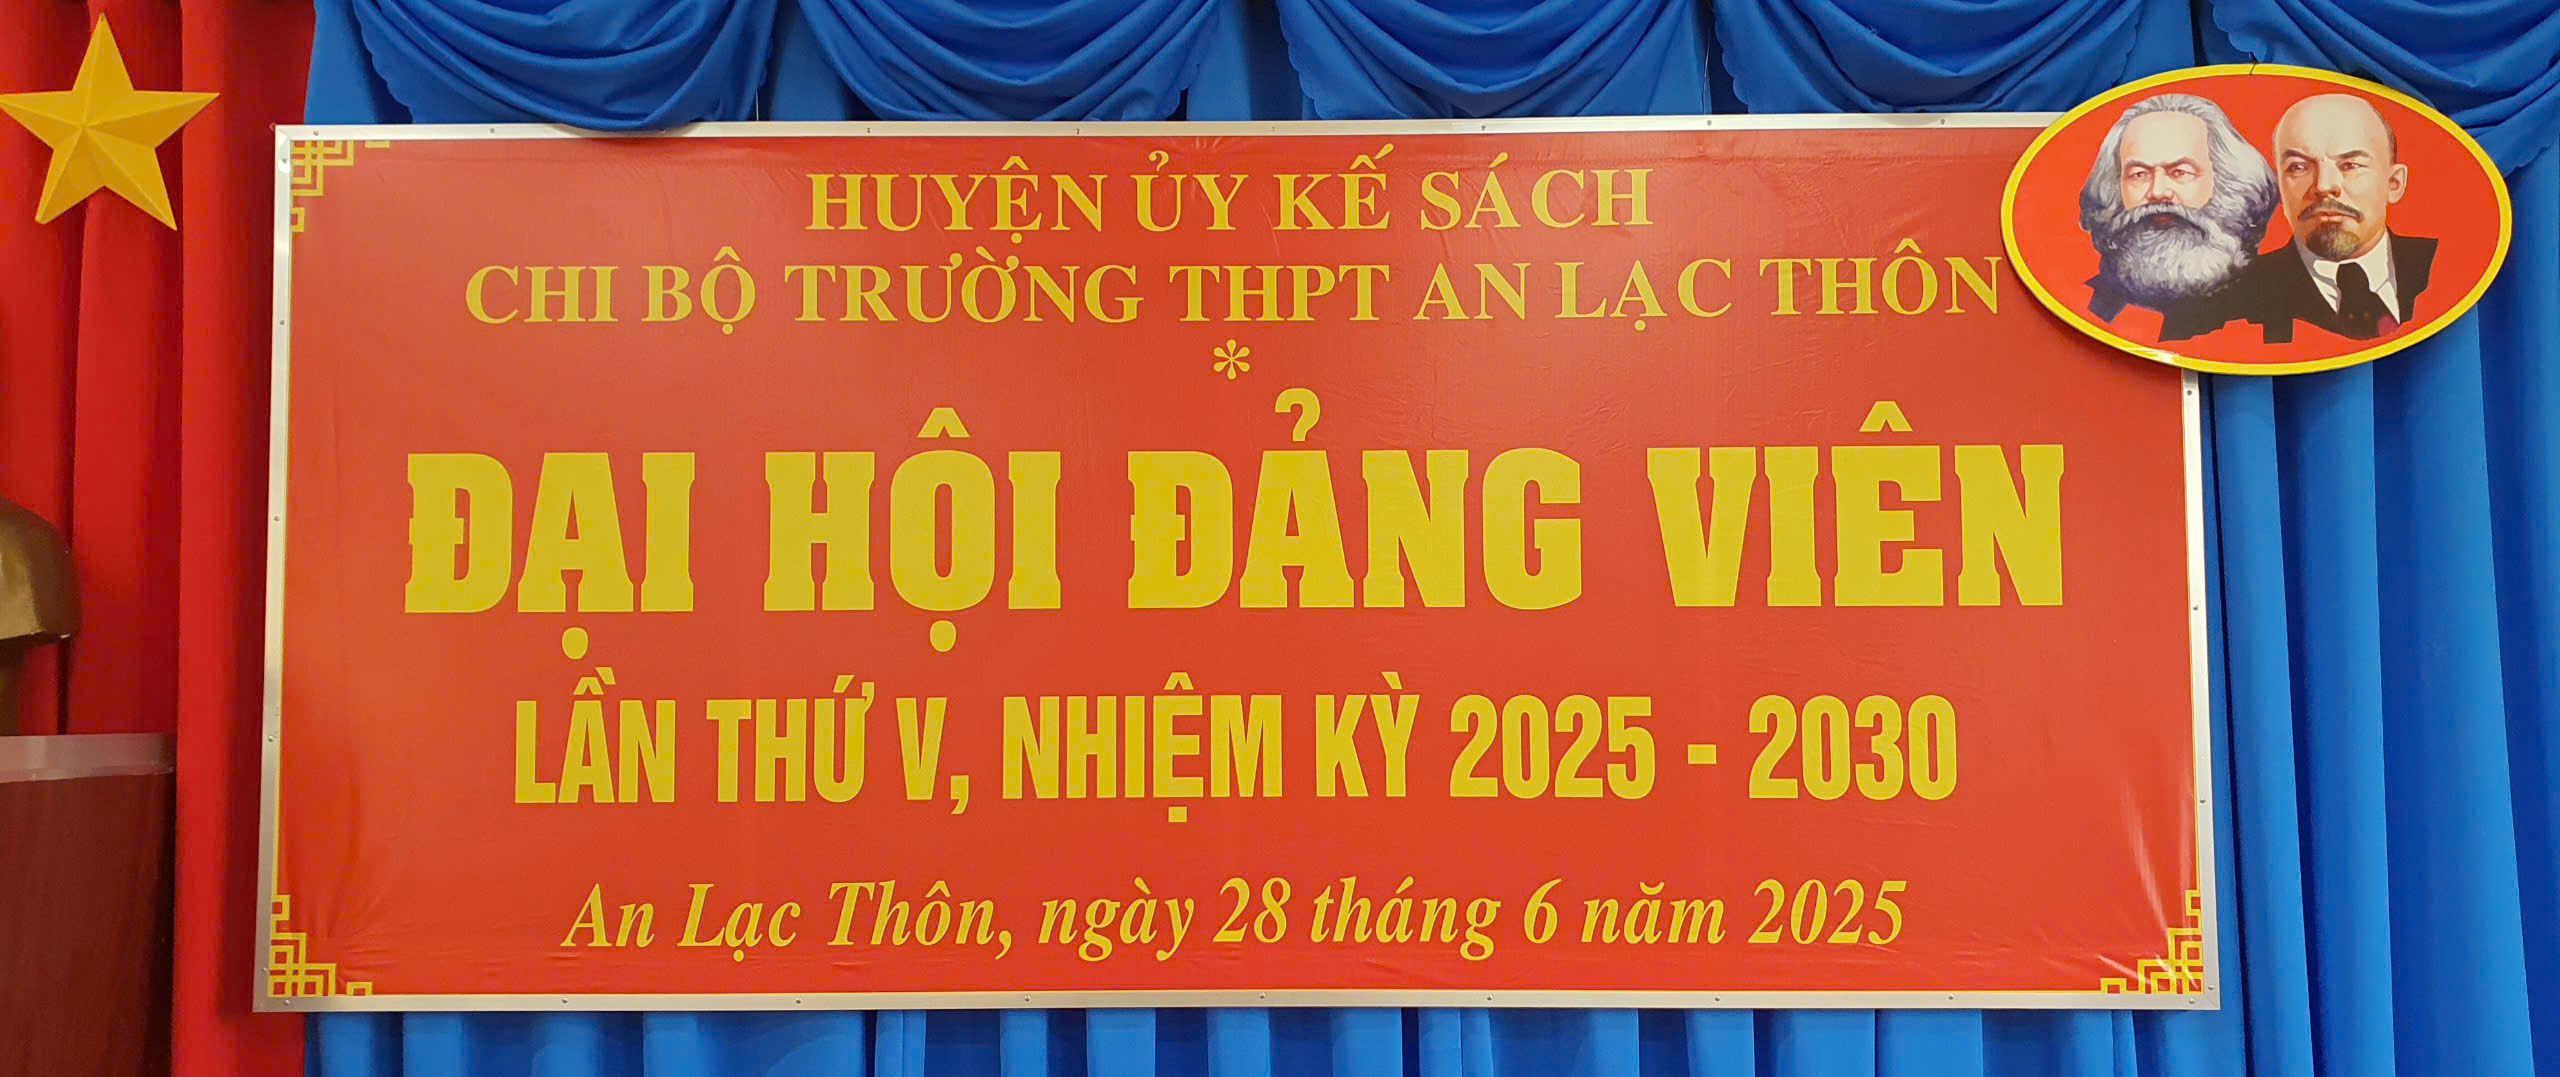 HUYỆN ỦY KẾ SÁCH
CHI BỘ TRƯỜNG THPT AN LẠC THÔN
*
ĐẠI HỘI ĐẢNG VIÊN
LẦN THỨ V, NHIỆM KỲ 2025 - 2030
An Lạc Thôn, ngày 28 tháng 6 năm 2025